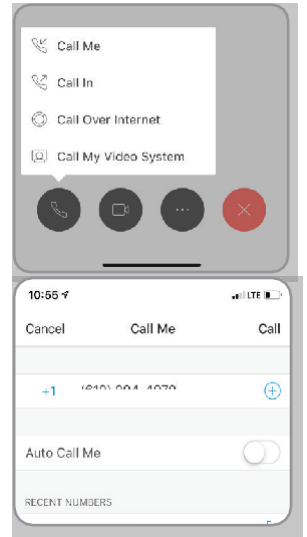 Call Me
Call In
Call Over Internet
Call My Video System
10:55 LTE
Cancel Call Me Call
+1
Auto Call Me
RECENT NUMBERS